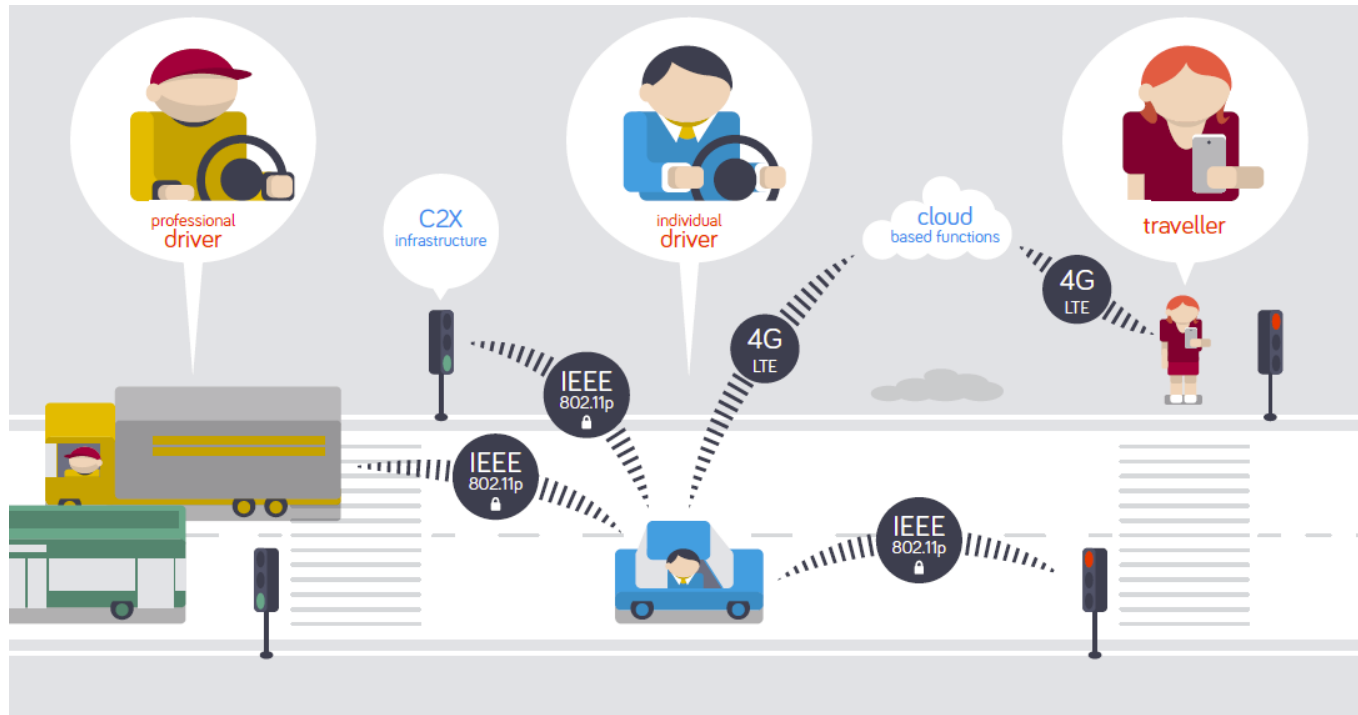 professional
driver
C2X
infrastructure
individual
driver
cloud
based functions
traveller
4G
LTE
4G
LTE
IEEE
802.11p
IEEE
802.11p
IEEE
802.11p